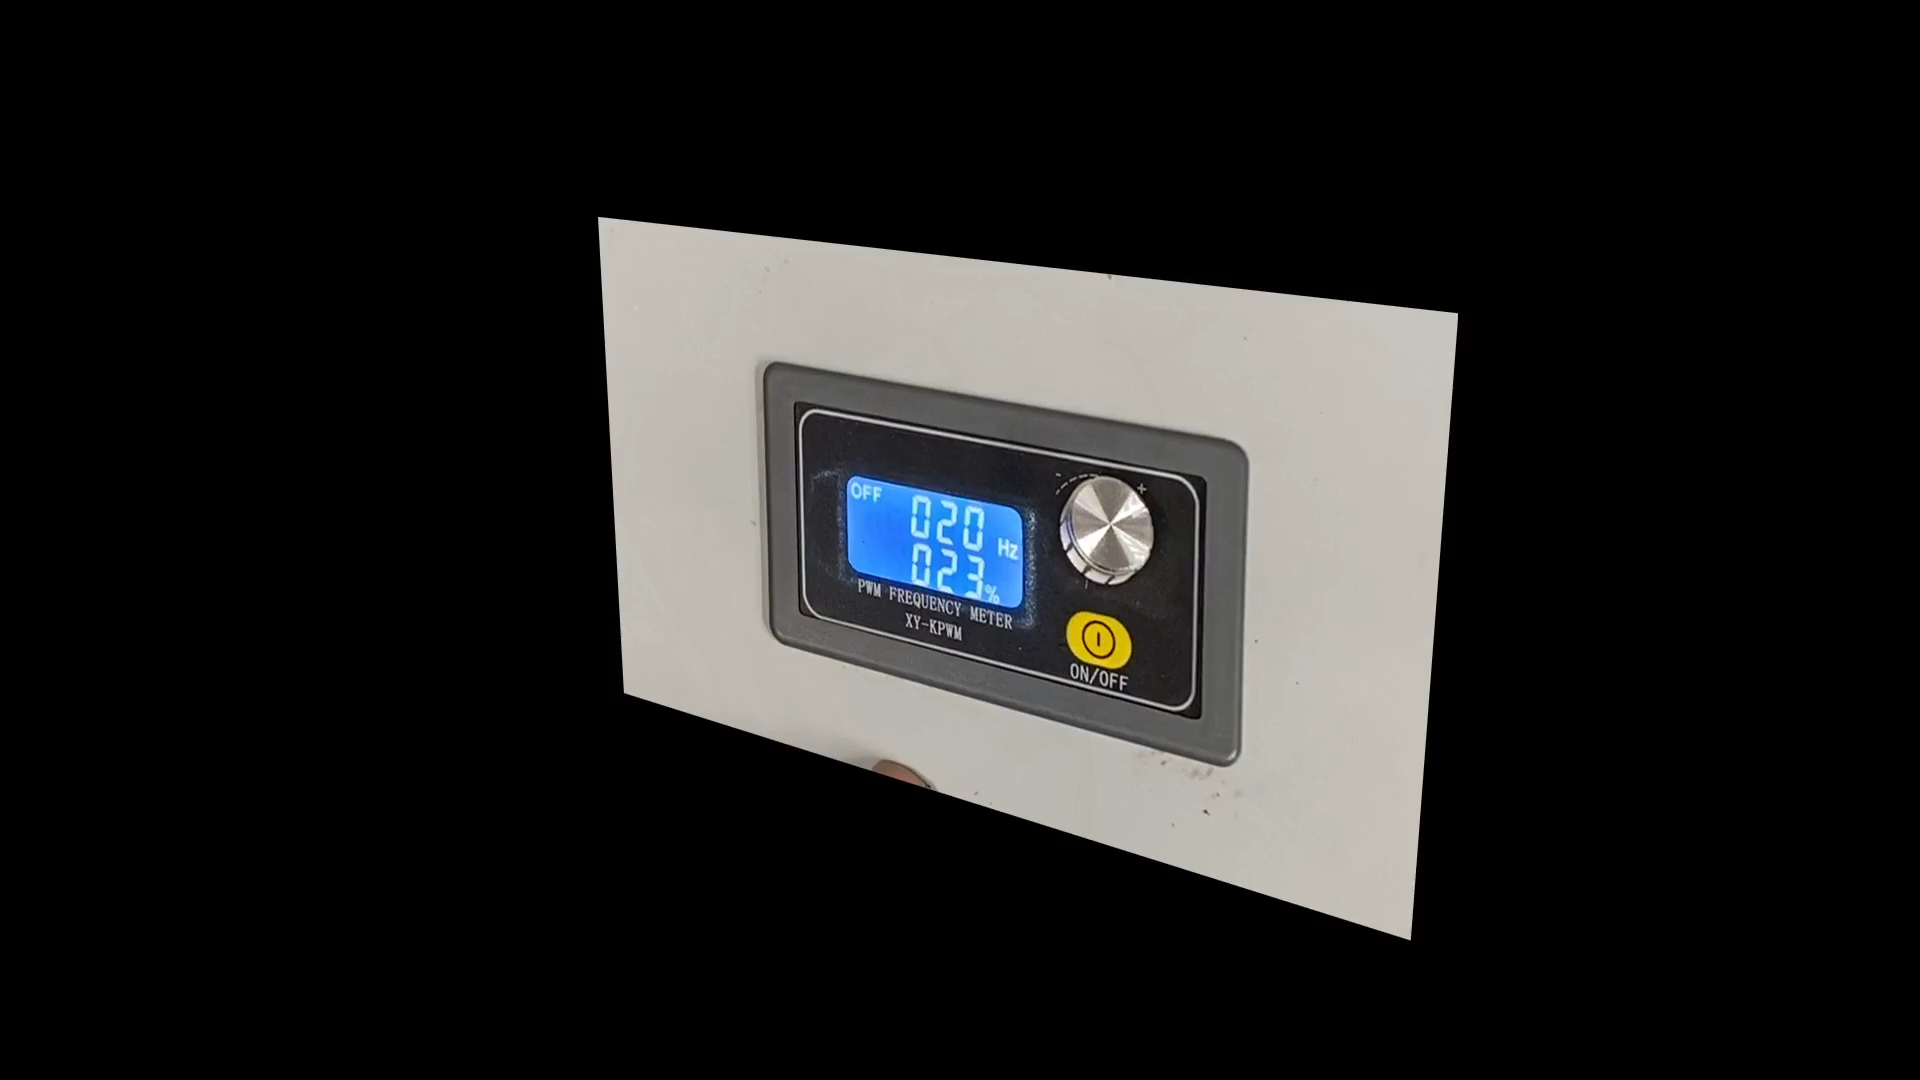 OFF
020 Hz
023%
PWM FREQUENCY METER
XY-KPWM
- +
ON/OFF